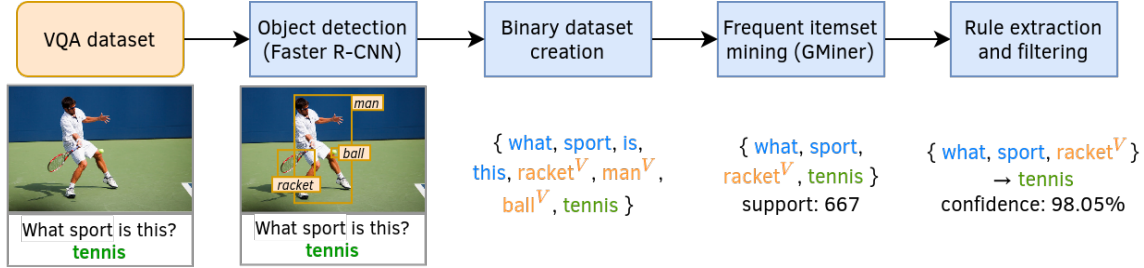 VQA dataset
Object detection
(Faster R-CNN)
Binary dataset
creation
Frequent itemset
mining (GMiner)
Rule extraction
and filtering
What sport is this?
tennis
man
ball
racket
What sport is this?
tennis
{ what, sport, is,
this, racket^V, man^V,
ball^V, tennis }
{ what, sport,
racket^V, tennis }
support: 667
{ what, sport, racket^V}
→ tennis
confidence: 98.05%